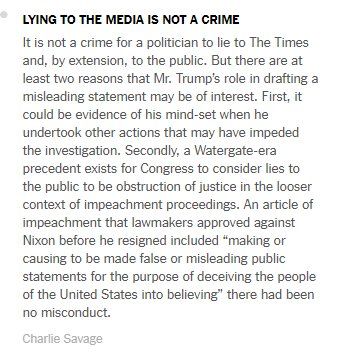 LYING TO THE MEDIA IS NOT A CRIME
It is not a crime for a politician to lie to The Times
and, by extension, to the public. But there are at
least two reasons that Mr. Trump’s role in drafting a
misleading statement may be of interest. First, it
could be evidence of his mind-set when he
undertook other actions that may have impeded
the investigation. Secondly, a Watergate-era
precedent exists for Congress to consider lies to
the public to be obstruction of justice in the looser
context of impeachment proceedings. An article of
impeachment that lawmakers approved against
Nixon before he resigned included “making or
causing to be made false or misleading public
statements for the purpose of deceiving the people
of the United States into believing” there had been
no misconduct.
Charlie Savage